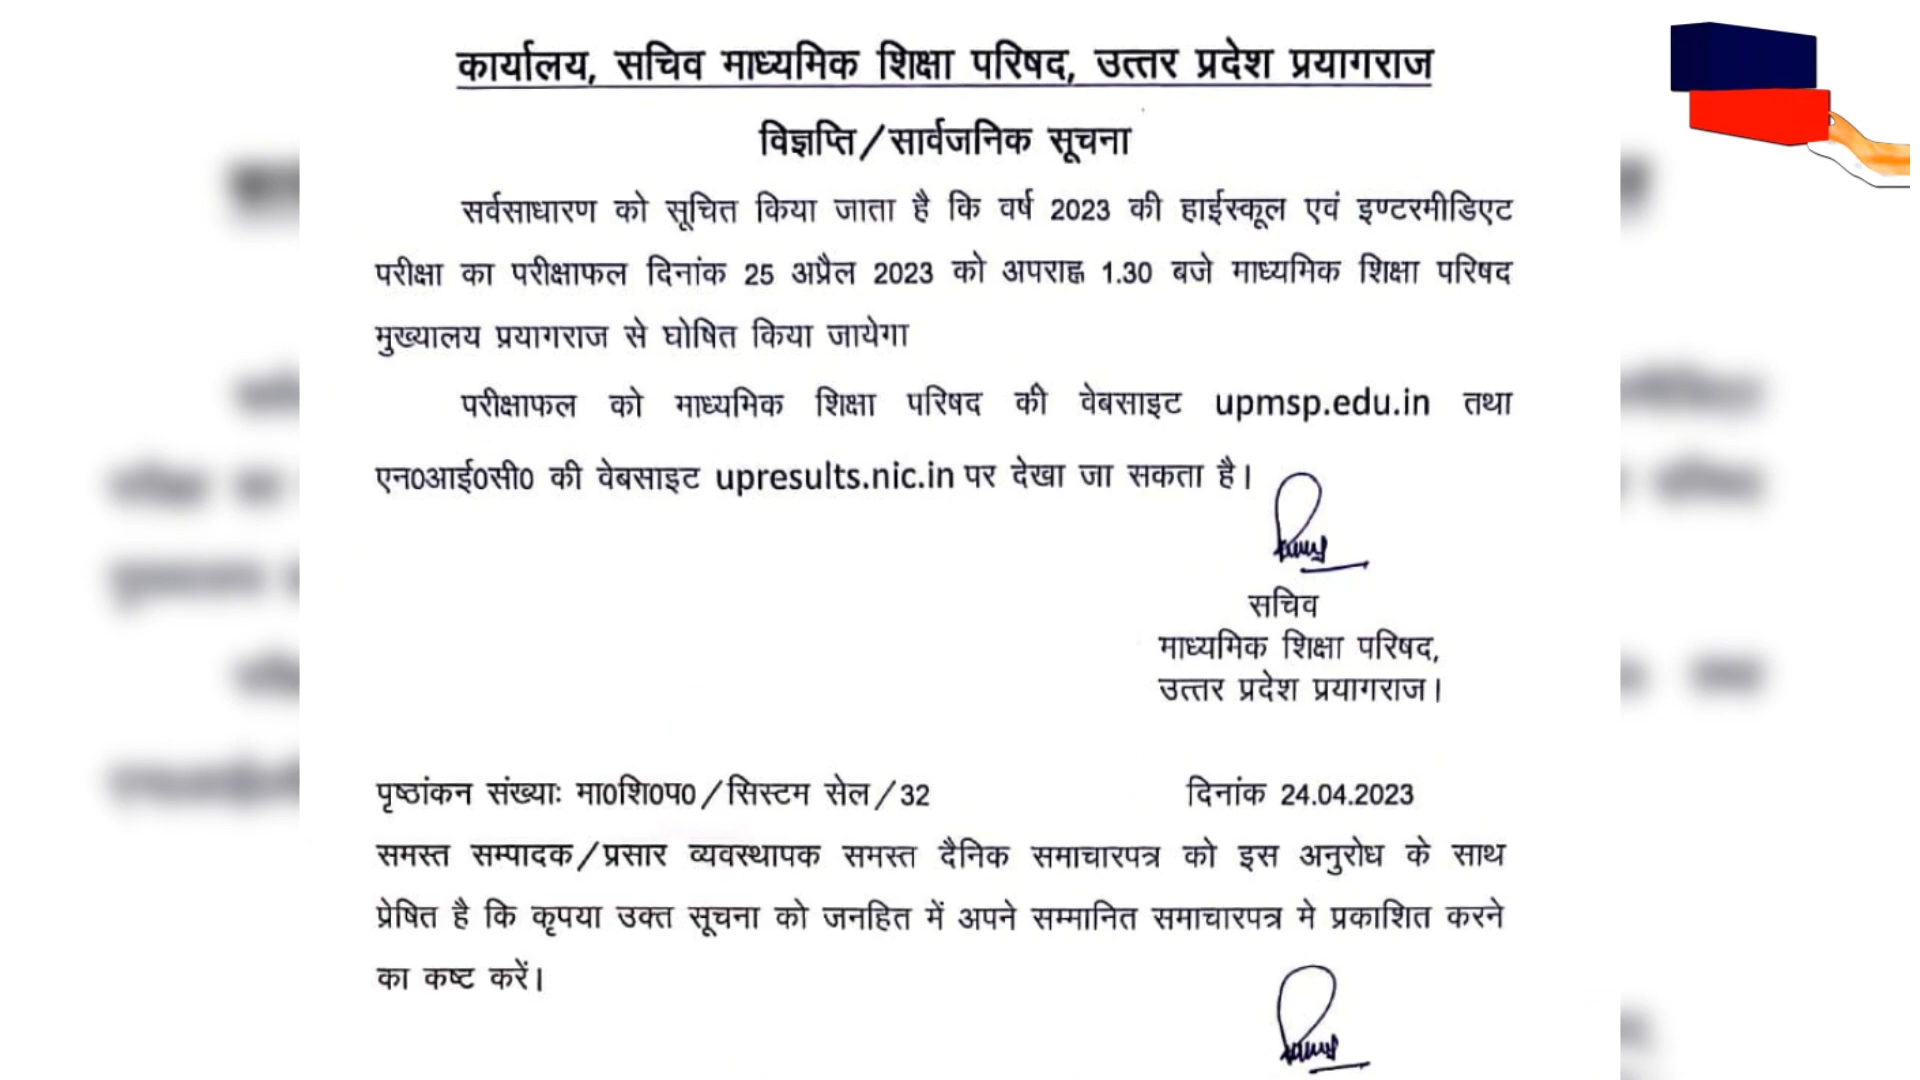 कार्यालय, सचिव माध्यमिक शिक्षा परिषद, उत्तर प्रदेश प्रयागराज
विज्ञप्ति/सार्वजनिक सूचना
सर्वसाधारण को सूचित किया जाता है कि वर्ष 2023 की हाईस्कूल एवं इण्टरमीडिएट
परीक्षा का परीक्षाफल दिनांक 25 अप्रैल 2023 को अपराह्न 1.30 बजे माध्यमिक शिक्षा परिषद
मुख्यालय प्रयागराज से घोषित किया जायेगा
परीक्षाफल को माध्यमिक शिक्षा परिषद की वेबसाइट upmsp.edu.in तथा
एन0आई0सी0 की वेबसाइट upresults.nic.in पर देखा जा सकता है।
सचिव
माध्यमिक शिक्षा परिषद,
उत्तर प्रदेश प्रयागराज।
पृष्ठांकन संख्याः मा0शि0प0/सिस्टम सेल/32 दिनांक 24.04.2023
समस्त सम्पादक/प्रसार व्यवस्थापक समस्त दैनिक समाचारपत्र को इस अनुरोध के साथ
प्रेषित है कि कृपया उक्त सूचना को जनहित में अपने सम्मानित समाचारपत्र मे प्रकाशित करने
का कष्ट करें।